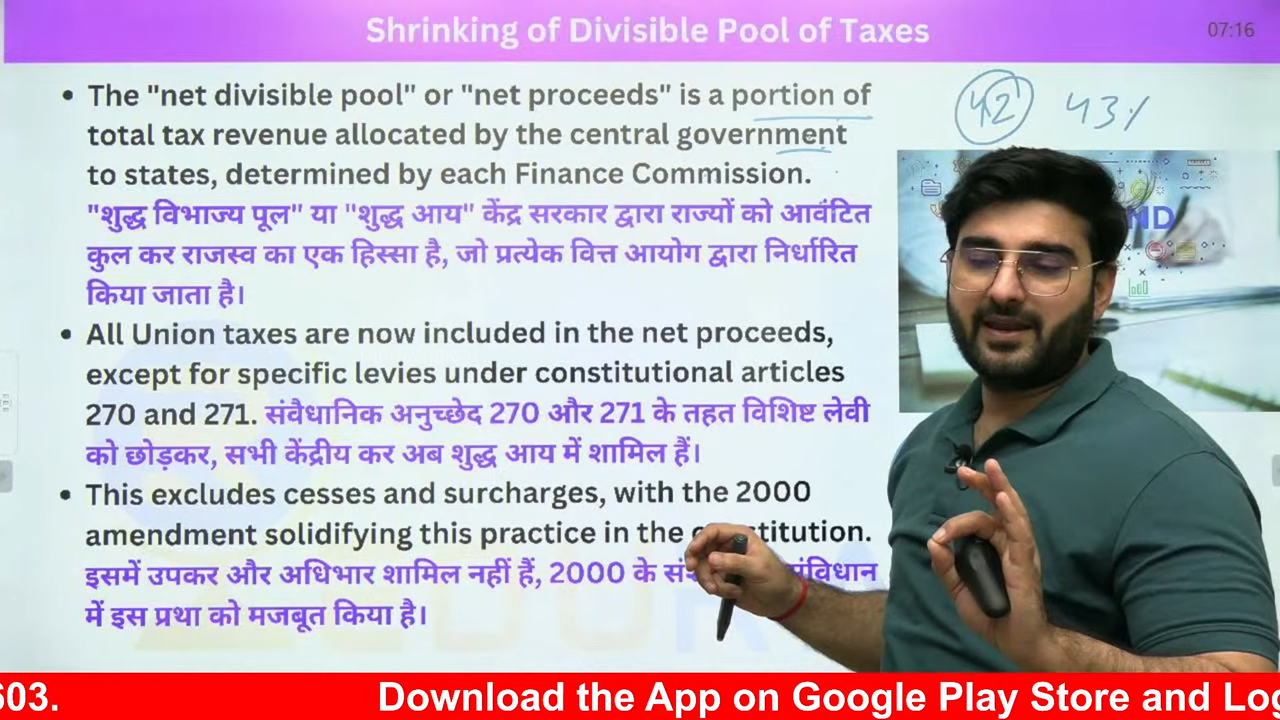 Shrinking of Divisible Pool of Taxes
07:16
42 43%
• The "net divisible pool" or "net proceeds" is a portion of
total tax revenue allocated by the central government
to states, determined by each Finance Commission.
"शुद्ध विभाज्य पूल" या "शुद्ध आय" केंद्र सरकार द्वारा राज्यों को आवंटित
कुल कर राजस्व का एक हिस्सा है, जो प्रत्येक वित्त आयोग द्वारा निर्धारित
किया जाता है।
• All Union taxes are now included in the net proceeds,
except for specific levies under constitutional articles
270 and 271. संवैधानिक अनुच्छेद 270 और 271 के तहत विशिष्ट लेवी
को छोड़कर, सभी केंद्रीय कर अब शुद्ध आय में शामिल हैं।
• This excludes cesses and surcharges, with the 2000
amendment solidifying this practice in the constitution.
इसमें उपकर और अधिभार शामिल नहीं हैं, 2000 के संविधान
में इस प्रथा को मजबूत किया है।
603. Download the App on Google Play Store and Log